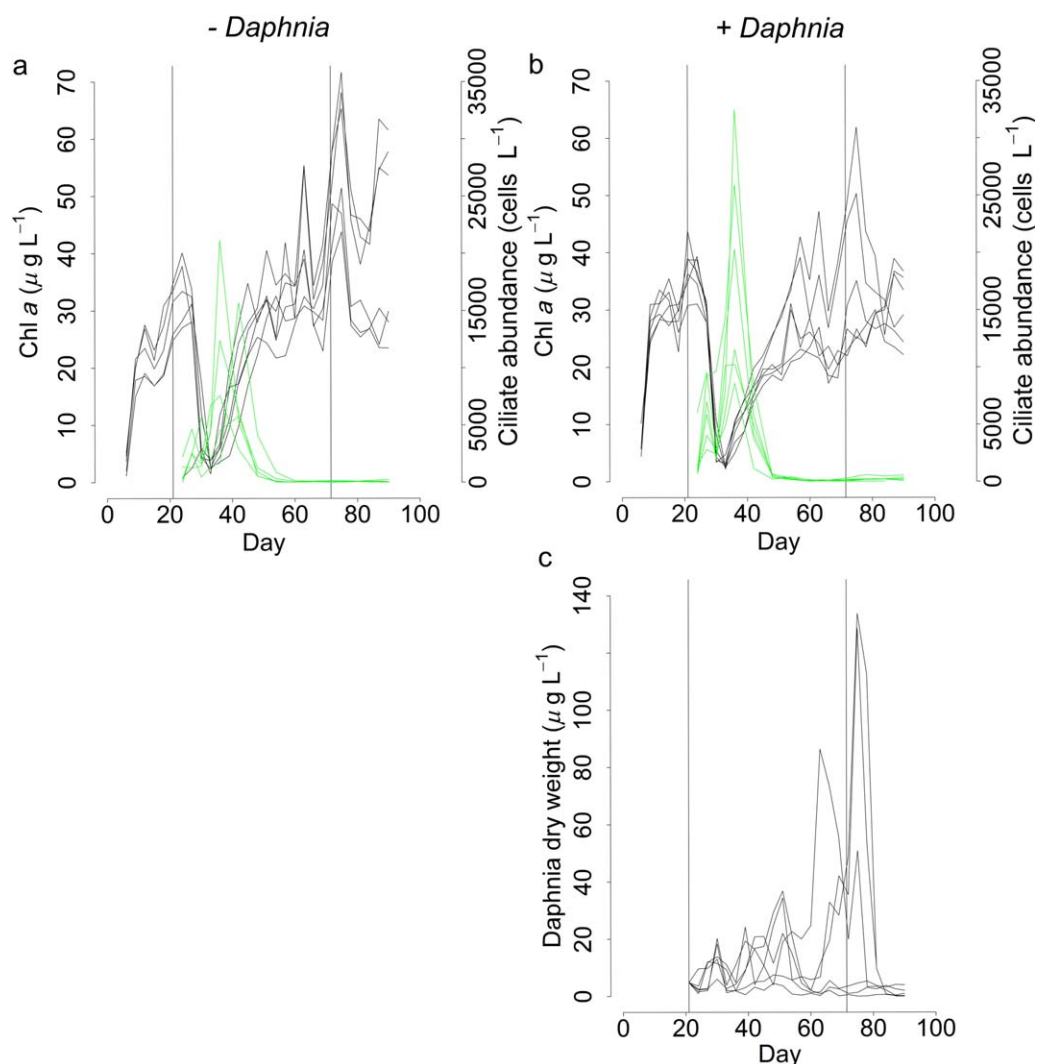 - Daphnia
+ Daphnia
a
70
60
50
40
30
20
10
0
Chl a (μ g L⁻¹)
35000
25000
15000
5000
0
Ciliate abundance (cells L⁻¹)
0 20 40 60 80 100
Day
b
70
60
50
40
30
20
10
0
Chl a (μ g L⁻¹)
35000
25000
15000
5000
0
Ciliate abundance (cells L⁻¹)
0 20 40 60 80 100
Day
c
140
120
100
80
60
40
20
0
Daphnia dry weight (μ g L⁻¹)
0 20 40 60 80 100
Day